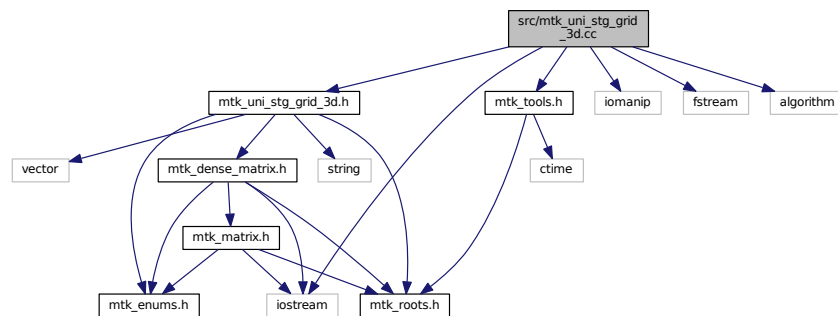 src/mtk_uni_stg_grid
_3d.cc
mtk_uni_stg_grid_3d.h
mtk_tools.h
iomanip
fstream
algorithm
vector
mtk_dense_matrix.h
string
ctime
mtk_matrix.h
mtk_enums.h
iostream
mtk_roots.h